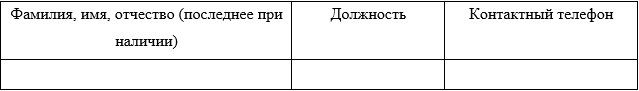 Фамилия, имя, отчество (последнее при наличии)
Должность
Контактный телефон